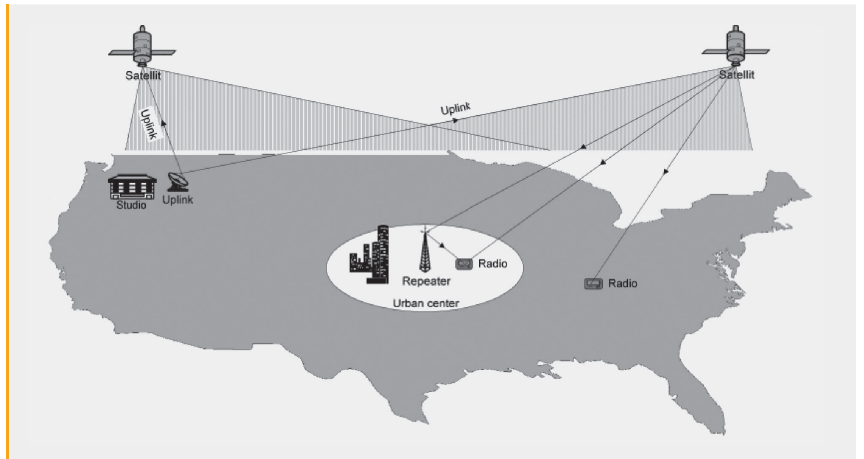 Satellit
Satellit
Uplink
Uplink
Studio
Uplink
Repeater
Radio
Urban center
Radio